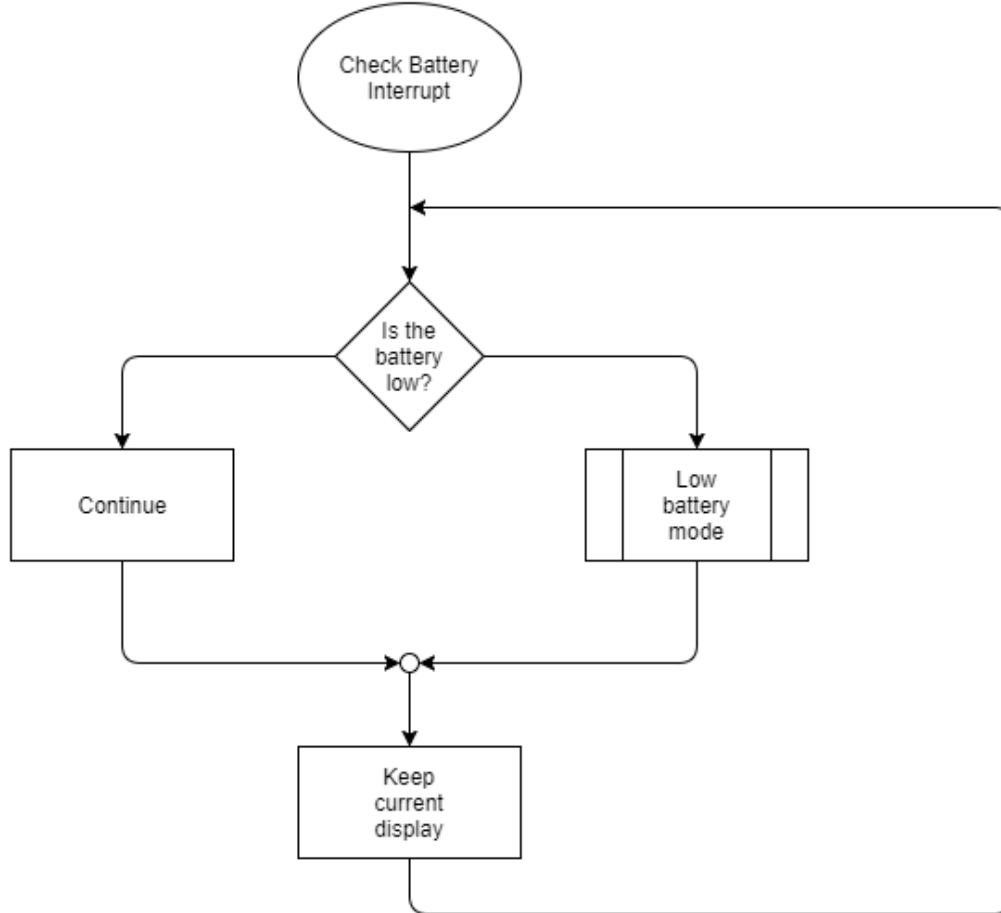 Check Battery
Interrupt
Is the
battery
low?
Continue
Low
battery
mode
Keep
current
display